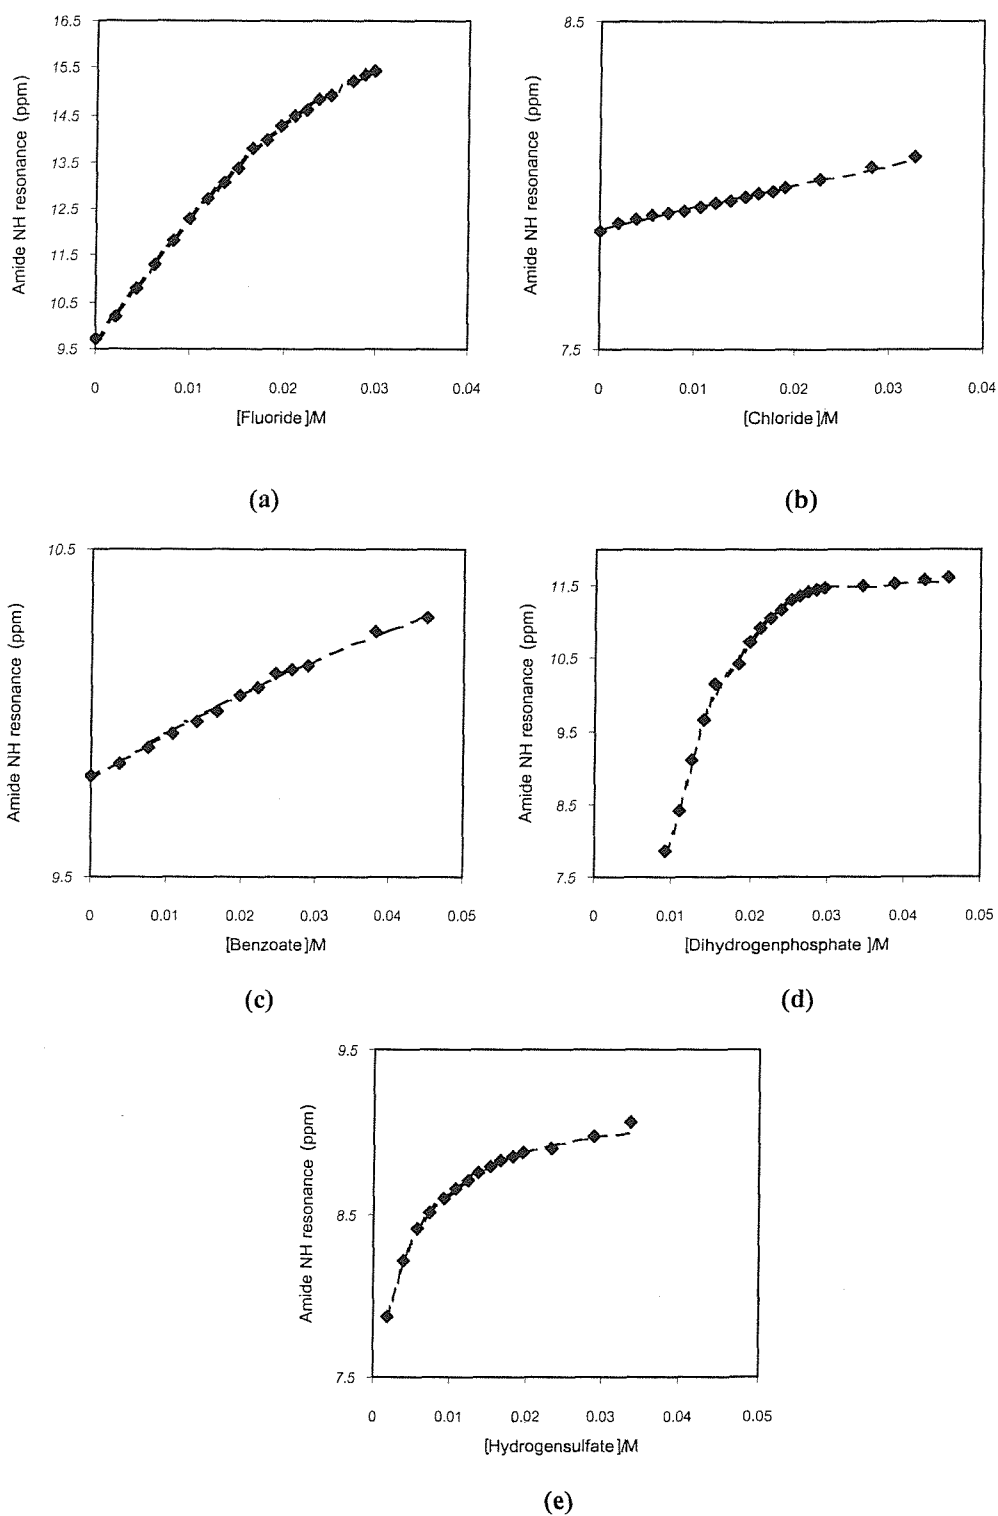 16.5
15.5
14.5
13.5
12.5
11.5
10.5
9.5
Amide NH resonance (ppm)
0 0.01 0.02 0.03 0.04
[Fluoride]/M
(a)
8.5
7.5
Amide NH resonance (ppm)
0 0.01 0.02 0.03 0.04
[Chloride]/M
(b)
10.5
9.5
Amide NH resonance (ppm)
0 0.01 0.02 0.03 0.04 0.05
[Benzoate]/M
(c)
11.5
10.5
9.5
8.5
7.5
Amide NH resonance (ppm)
0 0.01 0.02 0.03 0.04 0.05
[Dihydrogenphosphate ]/M
(d)
9.5
8.5
7.5
Amide NH resonance (ppm)
0 0.01 0.02 0.03 0.04 0.05
[Hydrogensulfate]/M
(e)